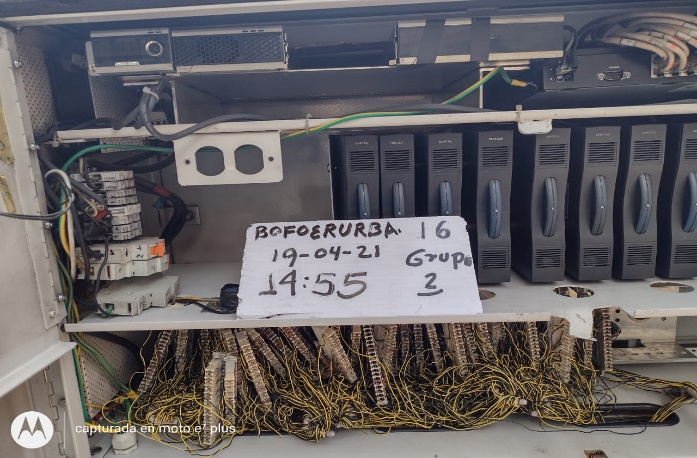 BOFOERURBA. 16
19-04-21 Grupo
14:55 2
capturada en moto e⁷ plus